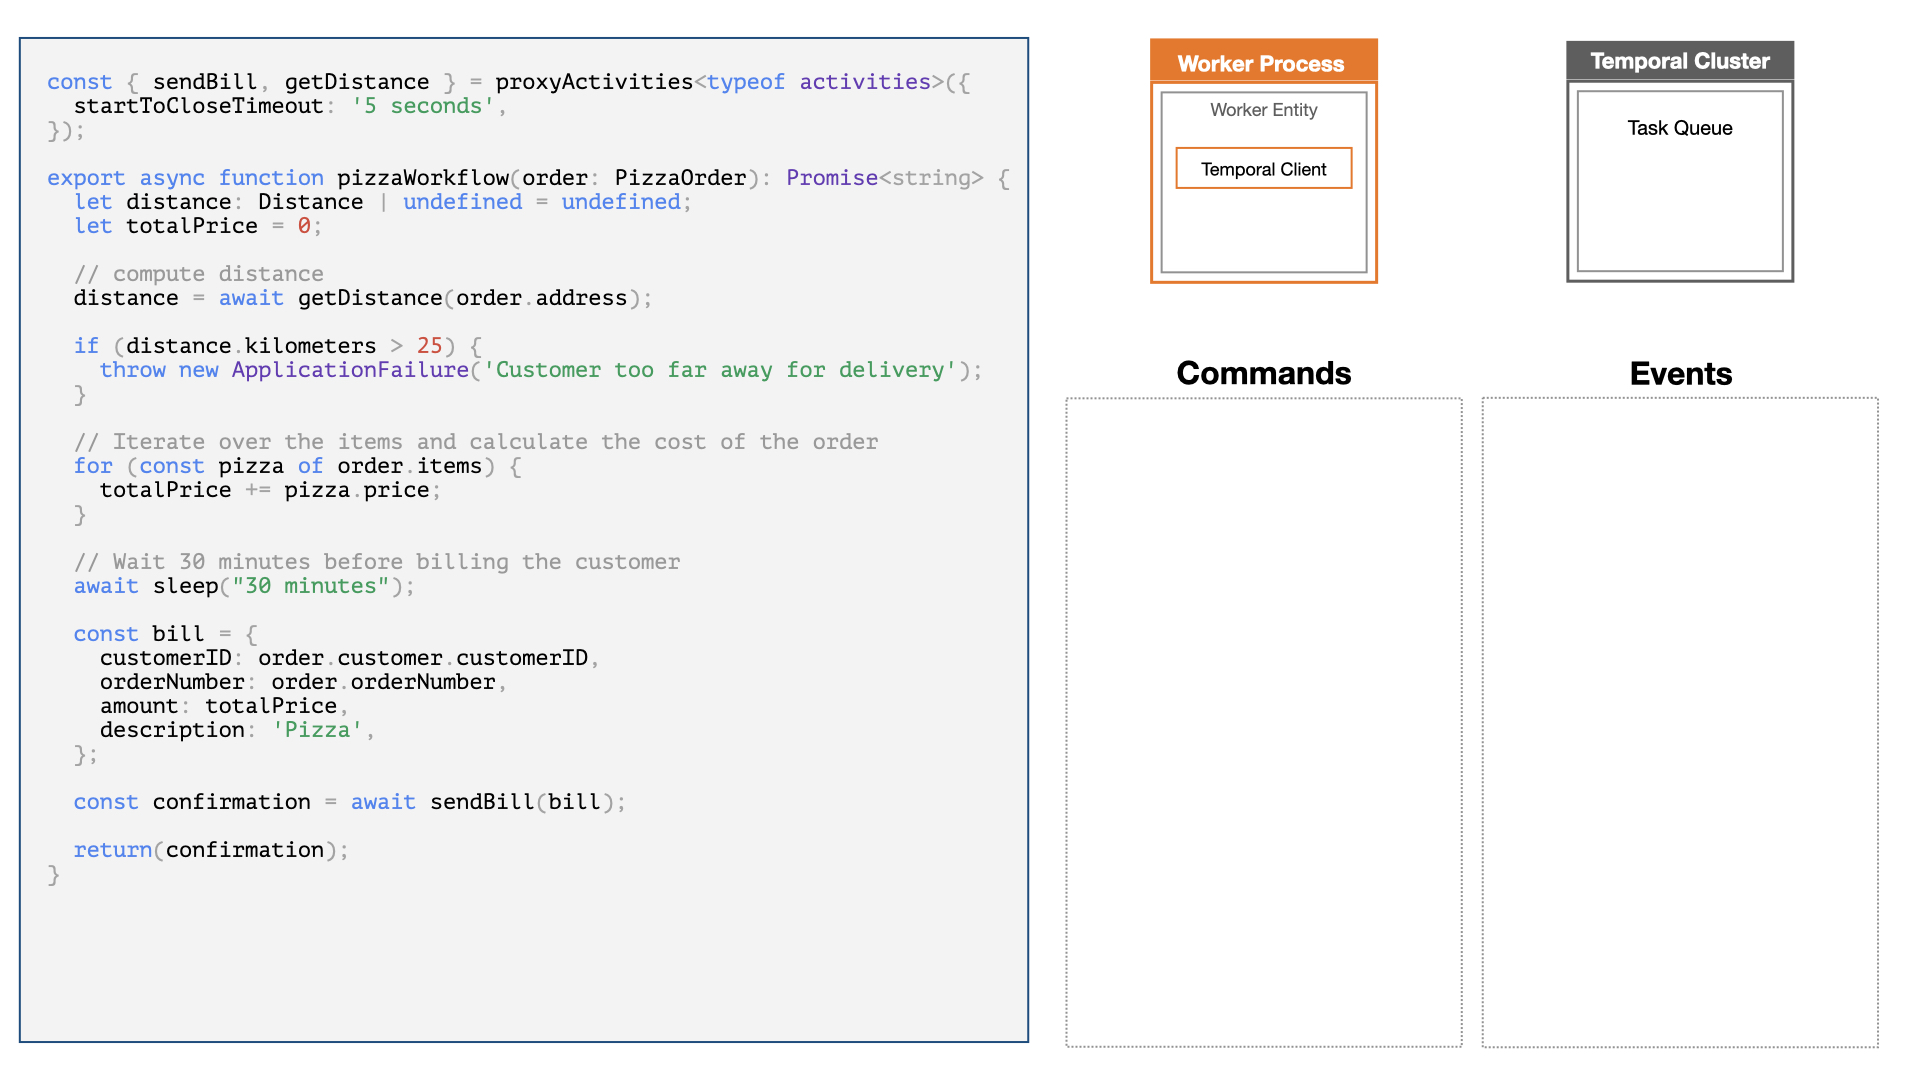 const { sendBill, getDistance } = proxyActivities<typeof activities>({
  startToCloseTimeout: '5 seconds',
});

export async function pizzaWorkflow(order: PizzaOrder): Promise<string> {
  let distance: Distance | undefined = undefined;
  let totalPrice = 0;

  // compute distance
  distance = await getDistance(order.address);

  if (distance.kilometers > 25) {
    throw new ApplicationFailure('Customer too far away for delivery');
  }

  // Iterate over the items and calculate the cost of the order
  for (const pizza of order.items) {
    totalPrice += pizza.price;
  }

  // Wait 30 minutes before billing the customer
  await sleep("30 minutes");

  const bill = {
    customerID: order.customer.customerID,
    orderNumber: order.orderNumber,
    amount: totalPrice,
    description: 'Pizza',
  };

  const confirmation = await sendBill(bill);

  return(confirmation);
}
Worker Process
Worker Entity
Temporal Client
Temporal Cluster
Task Queue
Commands
Events